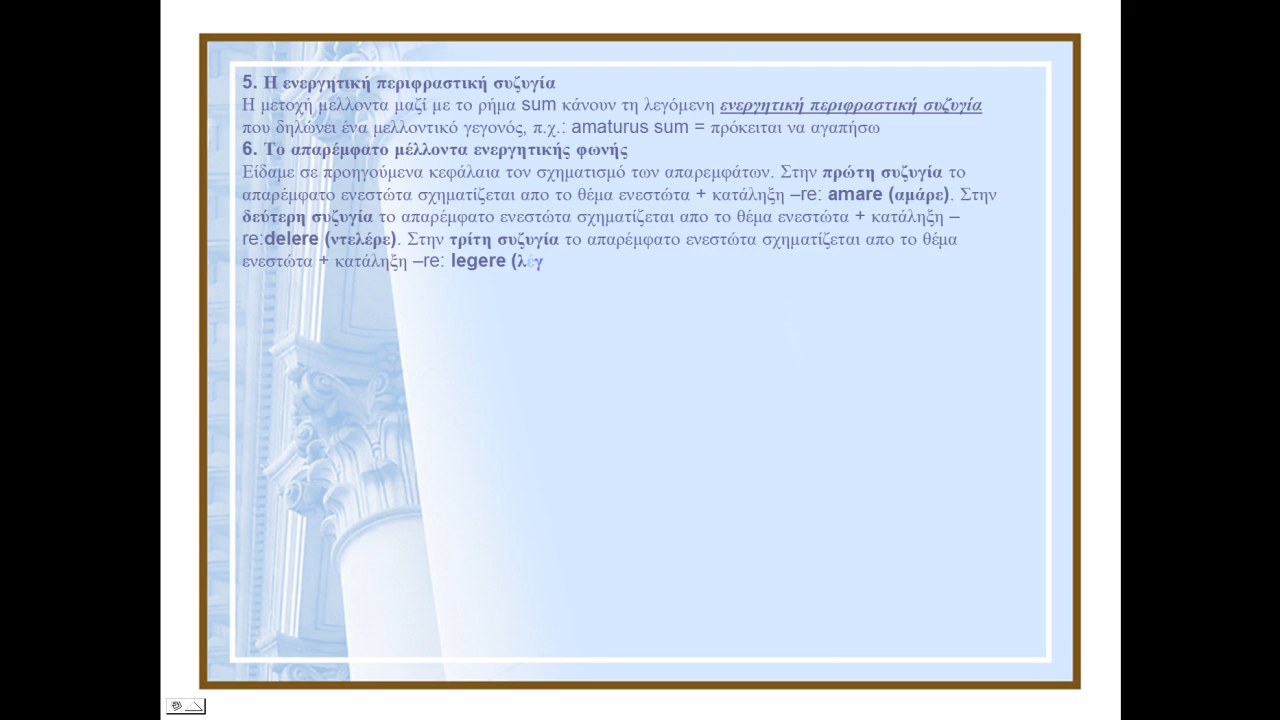 5. Η ενεργητική περιφραστική συζυγία
Η μετοχή μέλλοντα μαζί με το ρήμα sum κάνουν τη λεγόμενη ενεργητική περιφραστική συζυγία
που δηλώνει ένα μελλοντικό γεγονός, π.χ.: amaturus sum = πρόκειται να αγαπήσω
6. Το απαρέμφατο μέλλοντα ενεργητικής φωνής
Είδαμε σε προηγούμενα κεφάλαια τον σχηματισμό των απαρεμφάτων. Στην πρώτη συζυγία το
απαρέμφατο ενεστώτα σχηματίζεται απο το θέμα ενεστώτα + κατάληξη –re: amare (αμάρε). Στην
δεύτερη συζυγία το απαρέμφατο ενεστώτα σχηματίζεται απο το θέμα ενεστώτα + κατάληξη –
re:delere (ντελέρε). Στην τρίτη συζυγία το απαρέμφατο ενεστώτα σχηματίζεται απο το θέμα
ενεστώτα + κατάληξη –re: legere (λέγ